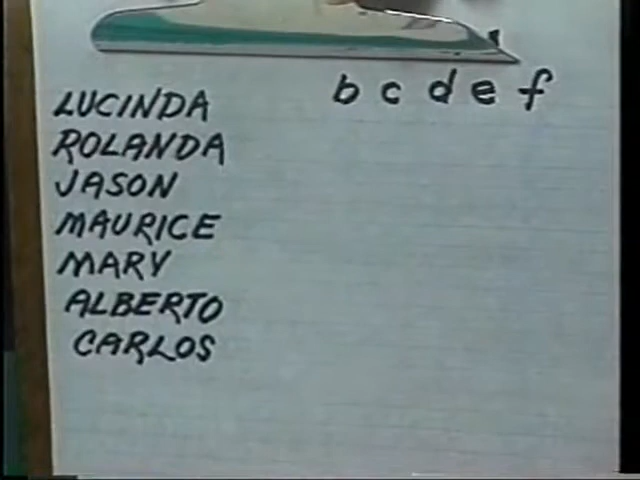 b c d e f
LUCINDA
ROLANDA
JASON
MAURICE
MARY
ALBERTO
CARLOS